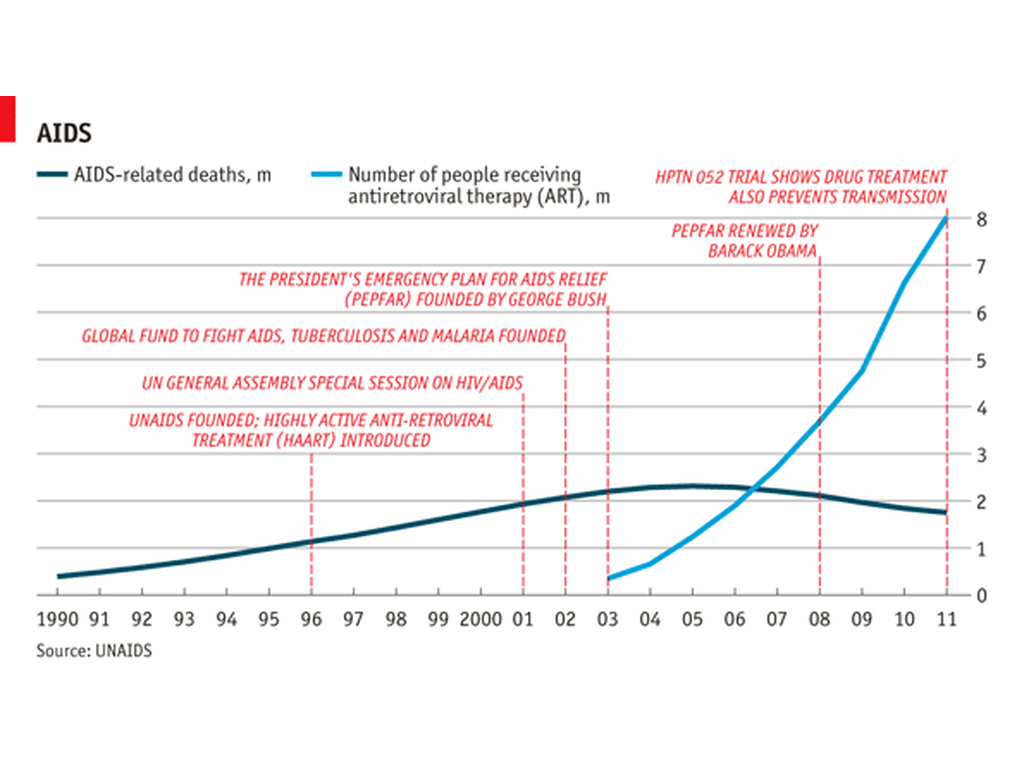 AIDS
AIDS-related deaths, m
Number of people receiving
antiretroviral therapy (ART), m
HPTN 052 TRIAL SHOWS DRUG TREATMENT
ALSO PREVENTS TRANSMISSION
PEPFAR RENEWED BY
BARACK OBAMA
THE PRESIDENT'S EMERGENCY PLAN FOR AIDS RELIEF
(PEPFAR) FOUNDED BY GEORGE BUSH
GLOBAL FUND TO FIGHT AIDS, TUBERCULOSIS AND MALARIA FOUNDED
UN GENERAL ASSEMBLY SPECIAL SESSION ON HIV/AIDS
UNAIDS FOUNDED; HIGHLY ACTIVE ANTI-RETROVIRAL
TREATMENT (HAART) INTRODUCED
8
7
6
5
4
3
2
1
0
1990 91 92 93 94 95 96 97 98 99 2000 01 02 03 04 05 06 07 08 09 10 11
Source: UNAIDS